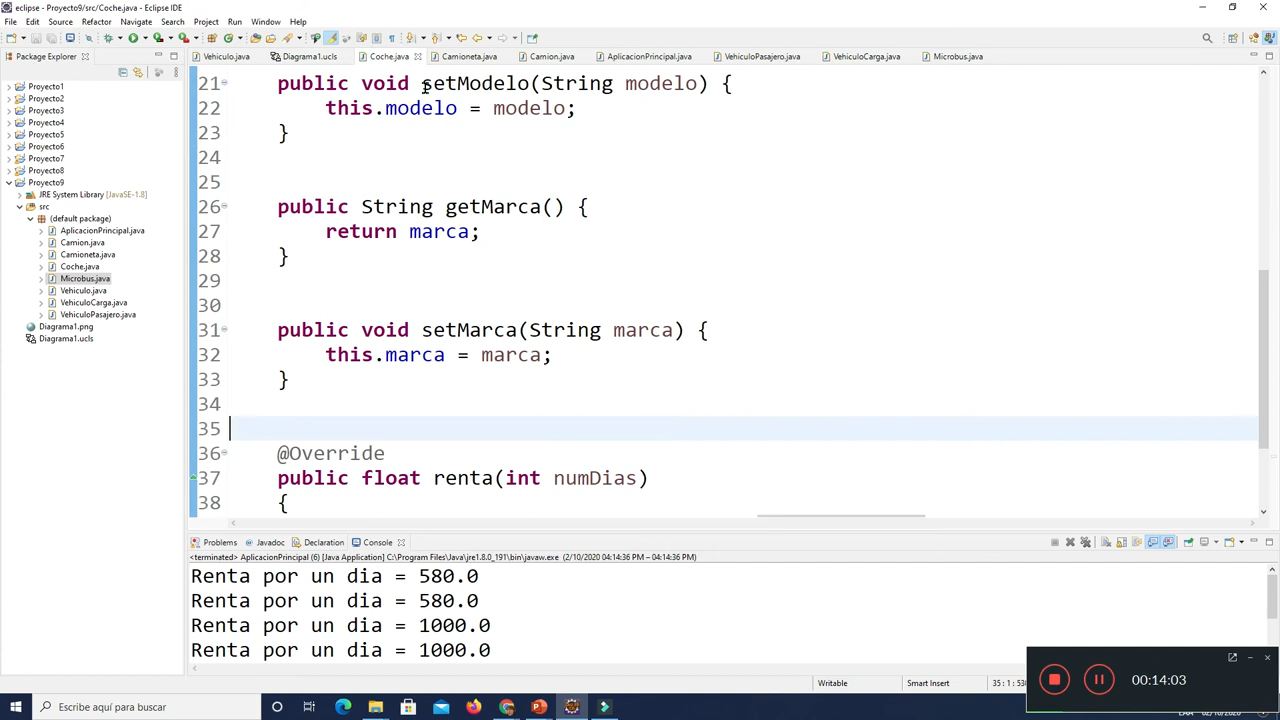 eclipse - Proyecto9/src/Coche.java - Eclipse IDE
File Edit Source Refactor Navigate Search Project Run Window Help
Package Explorer
Vehiculo.java Diagrama1.ucls Coche.java Camioneta.java Camion.java AplicacionPrincipal.java VehiculoPasajero.java VehiculoCarga.java Microbus.java
Proyecto1
Proyecto2
Proyecto3
Proyecto4
Proyecto5
Proyecto6
Proyecto7
Proyecto8
Proyecto9
JRE System Library [JavaSE-1.8]
src
(default package)
AplicacionPrincipal.java
Camion.java
Camioneta.java
Coche.java
Microbus.java
Vehiculo.java
VehiculoCarga.java
VehiculoPasajero.java
Diagrama1.png
Diagrama1.ucls
21 public void setModelo(String modelo) {
22 this.modelo = modelo;
23 }
24
25
26 public String getMarca() {
27 return marca;
28 }
29
30
31 public void setMarca(String marca) {
32 this.marca = marca;
33 }
34
35
36 @Override
37 public float renta(int numDias)
38 {
Problems Javadoc Declaration Console
<terminated> AplicacionPrincipal (6) [Java Application] C:\Program Files\Java\jre1.8.0_191\bin\javaw.exe (2/10/2020 04:14:36 PM – 04:14:36 PM)
Renta por un dia = 580.0
Renta por un dia = 580.0
Renta por un dia = 1000.0
Renta por un dia = 1000.0
Writable Smart Insert 35 : 1 : 530
00:14:03
Escribe aquí para buscar